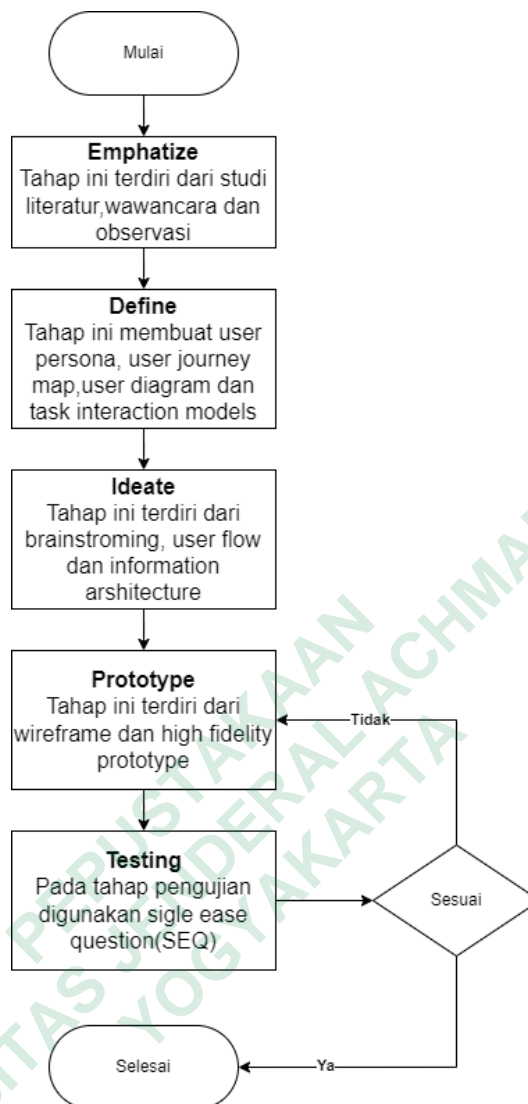 Mulai
Emphatize
Tahap ini terdiri dari studi
literatur,wawancara dan
observasi
Define
Tahap ini membuat user
persona, user journey
map,user diagram dan
task interaction models
Ideate
Tahap ini terdiri dari
brainstroming, user flow
dan information
arshitecture
Prototype
Tahap ini terdiri dari
wireframe dan high fidelity
prototype
Tidak
Testing
Pada tahap pengujian
digunakan sigle ease
question(SEQ)
Sesuai
Selesai
Ya
PERPUSTAKAAN
JENDERAL
YOGYAKARTA